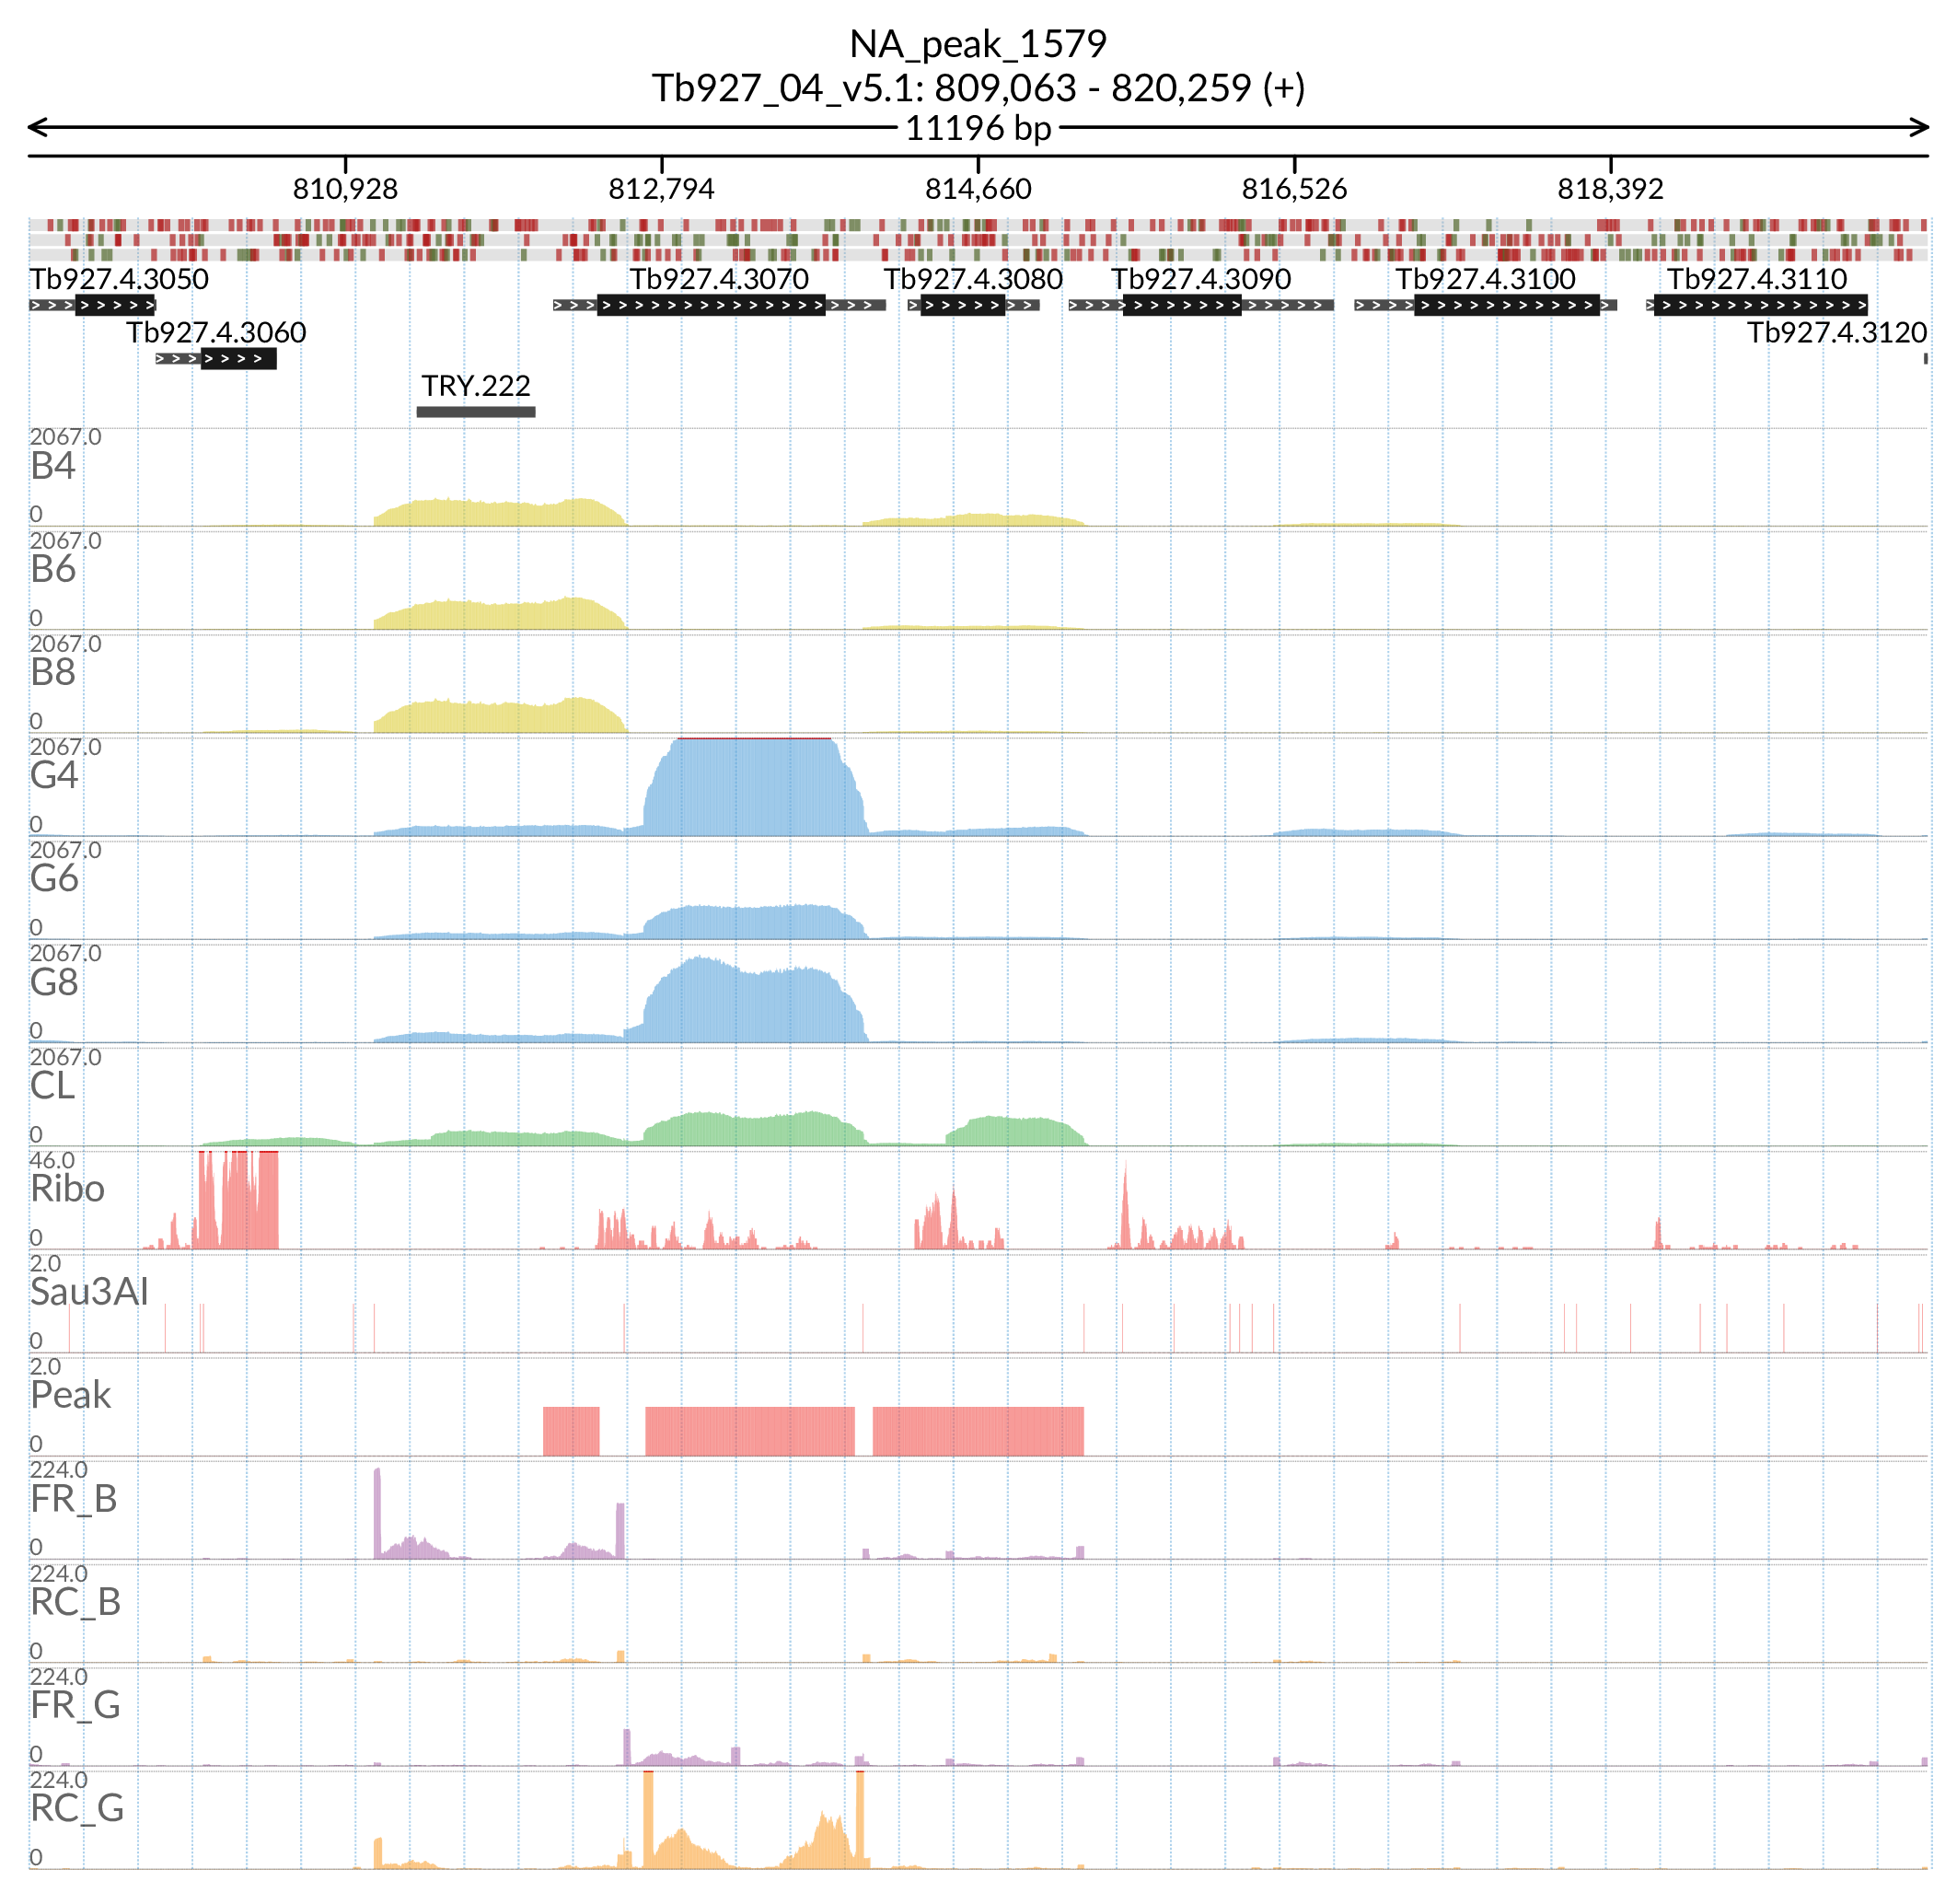 NA_peak_1579
Tb927_04_v5.1: 809,063 - 820,259 (+)
11196 bp
810,928 812,794 814,660 816,526 818,392
Tb927.4.3050 Tb927.4.3070 Tb927.4.3080 Tb927.4.3090 Tb927.4.3100 Tb927.4.3110
Tb927.4.3060 Tb927.4.3120
TRY.222
2067.0
B4
0
2067.0
B6
0
2067.0
B8
0
2067.0
G4
0
2067.0
G6
0
2067.0
G8
0
2067.0
CL
0
46.0
Ribo
0
2.0
Sau3AI
0
2.0
Peak
0
224.0
FR_B
0
224.0
RC_B
0
224.0
FR_G
0
224.0
RC_G
0